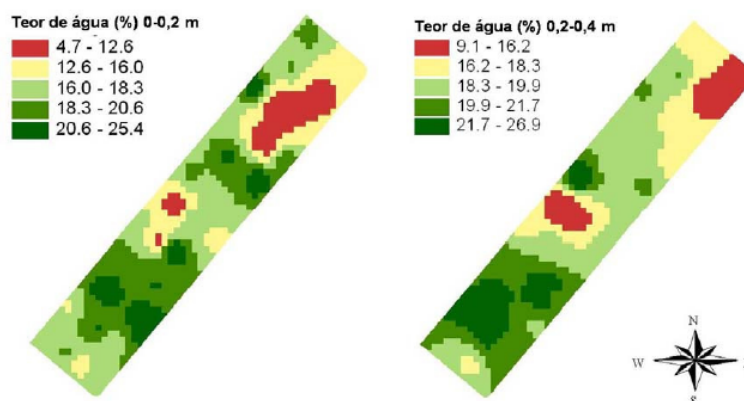 Teor de água (%) 0-0,2 m
4.7 - 12.6
12.6 - 16.0
16.0 - 18.3
18.3 - 20.6
20.6 - 25.4
Teor de água (%) 0,2-0,4 m
9.1 - 16.2
16.2 - 18.3
18.3 - 19.9
19.9 - 21.7
21.7 - 26.9
N
W
S